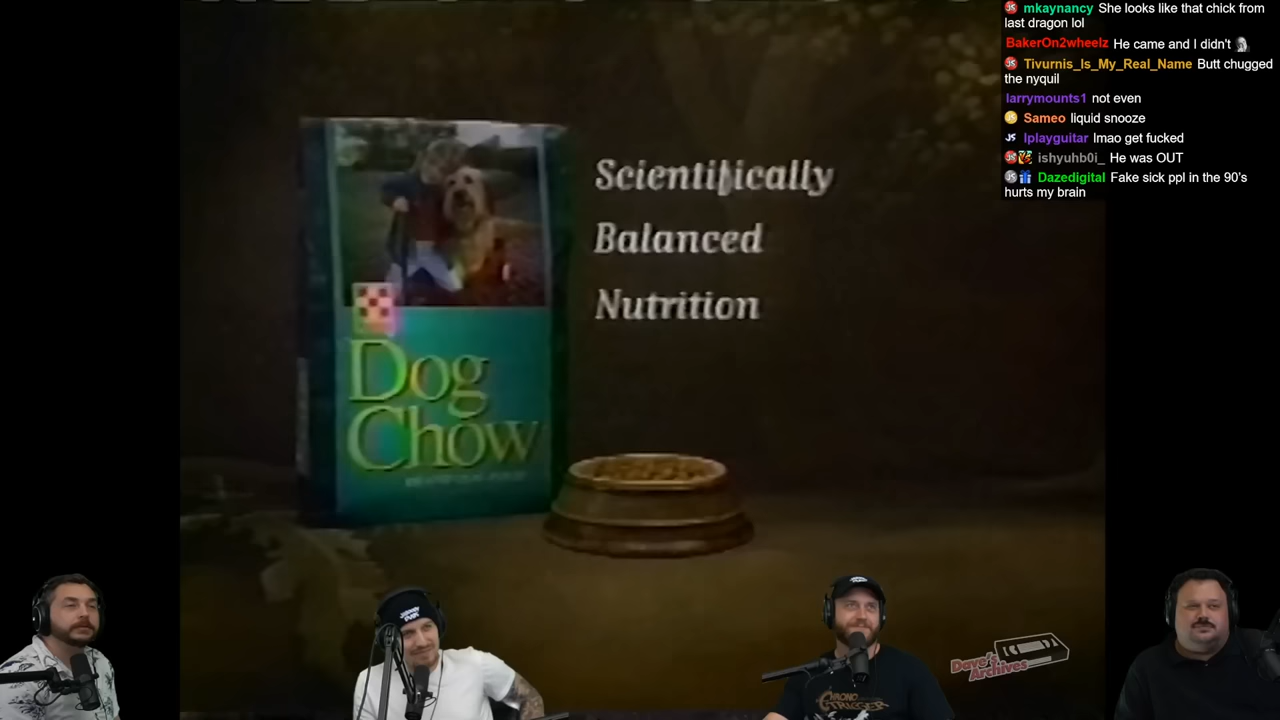 mkaynancy She looks like that chick from
last dragon lol
BakerOn2wheelz He came and I didn't
Tivurnis_Is_My_Real_Name Butt chugged
the nyquil
larrymounts1 not even
Sameo liquid snooze
lplayguitar lmao get fucked
ishyuhb0i_ He was OUT
Dazedigital Fake sick ppl in the 90's
hurts my brain
Scientifically
Balanced
Nutrition
Dog
Chow
Dave's
Archives
CHRONO
TRIGGER